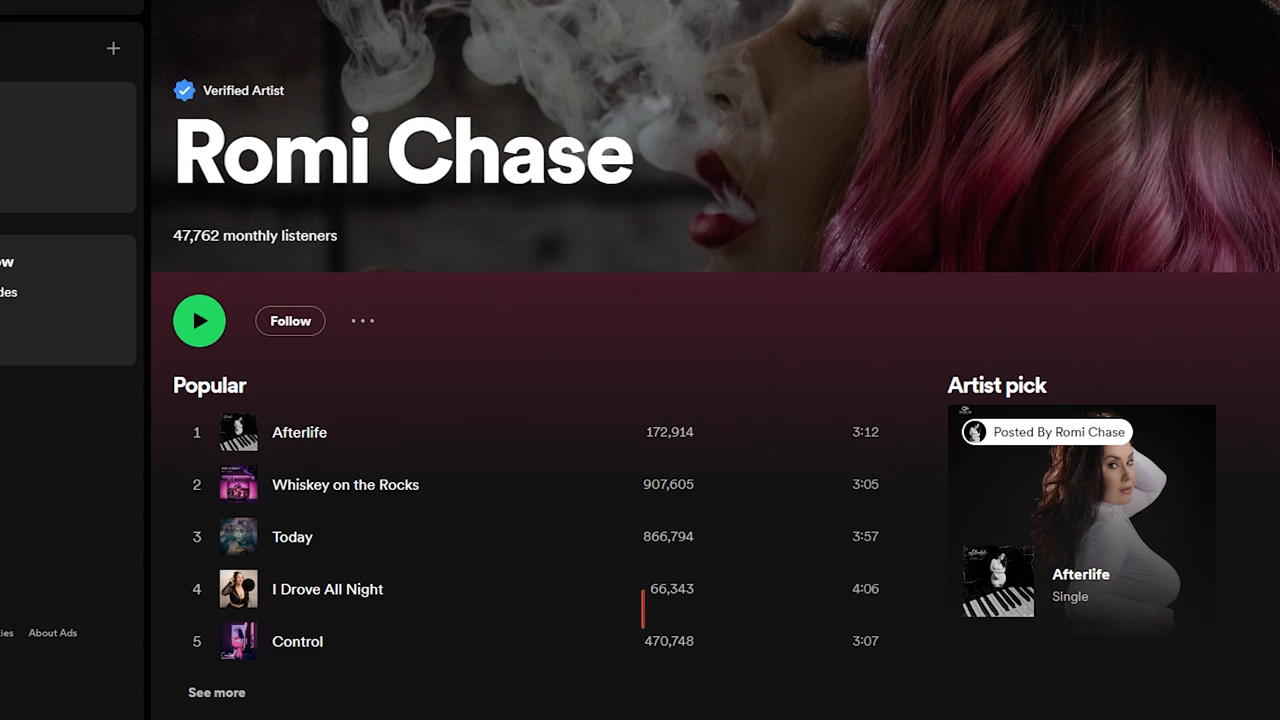 Verified Artist
Romi Chase
47,762 monthly listeners
ow
des
Follow
Popular
Artist pick
Posted By Romi Chase
1 Afterlife 172,914 3:12
2 Whiskey on the Rocks 907,605 3:05
3 Today 866,794 3:57
4 I Drove All Night 66,343 4:06
5 Control 470,748 3:07
Afterlife
Single
ies About Ads
See more